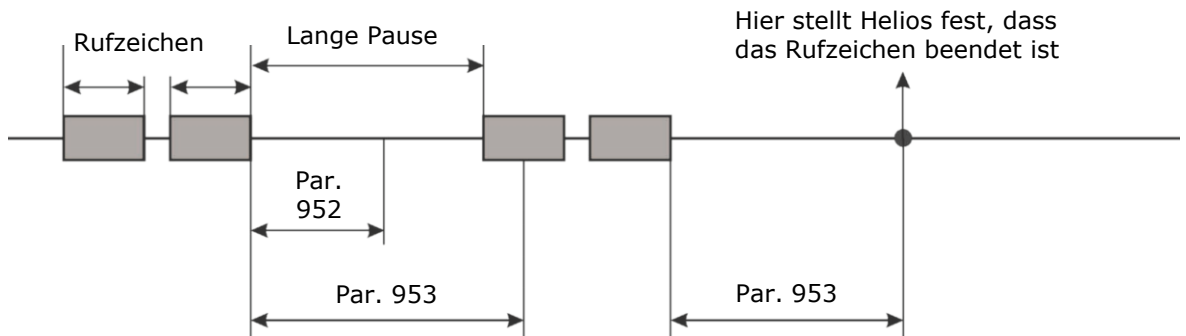 Rufzeichen
Lange Pause
Hier stellt Helios fest, dass
das Rufzeichen beendet ist
Par.
952
Par. 953
Par. 953